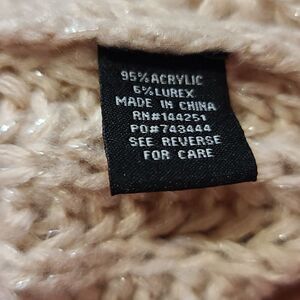 95% ACRYLIC
5% LUREX
MADE IN CHINA
RN#144251
PO#743444
SEE REVERSE
FOR CARE